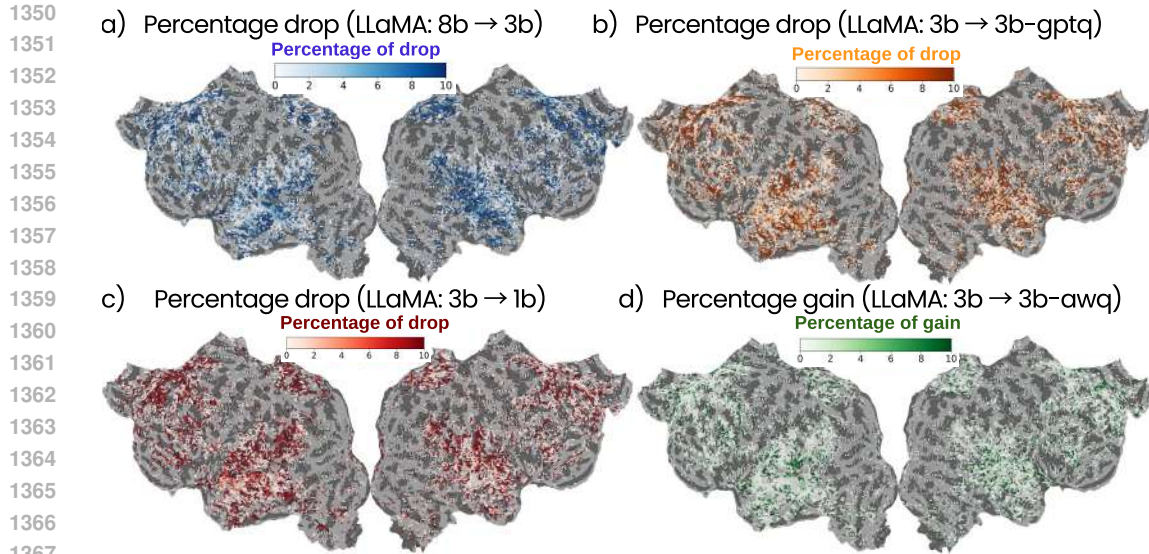 1350
1351
1352
1353
1354
1355
1356
1357
1358
1359
1360
1361
1362
1363
1364
1365
1366
1367
a) Percentage drop (LLaMA: 8b → 3b)
Percentage of drop
0 2 4 6 8 10
b) Percentage drop (LLaMA: 3b → 3b-gptq)
Percentage of drop
0 2 4 6 8 10
c) Percentage drop (LLaMA: 3b → 1b)
Percentage of drop
0 2 4 6 8 10
d) Percentage gain (LLaMA: 3b → 3b-awq)
Percentage of gain
0 2 4 6 8 10